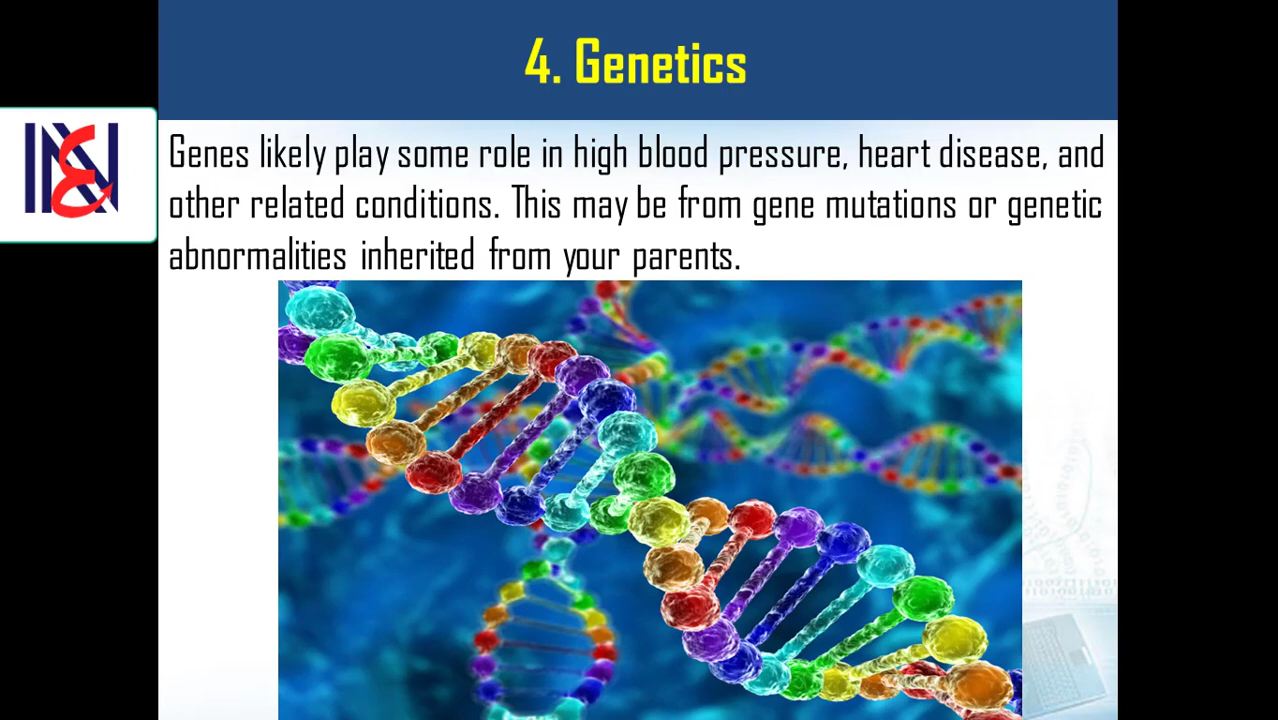 4. Genetics
Genes likely play some role in high blood pressure, heart disease, and
other related conditions. This may be from gene mutations or genetic
abnormalities inherited from your parents.